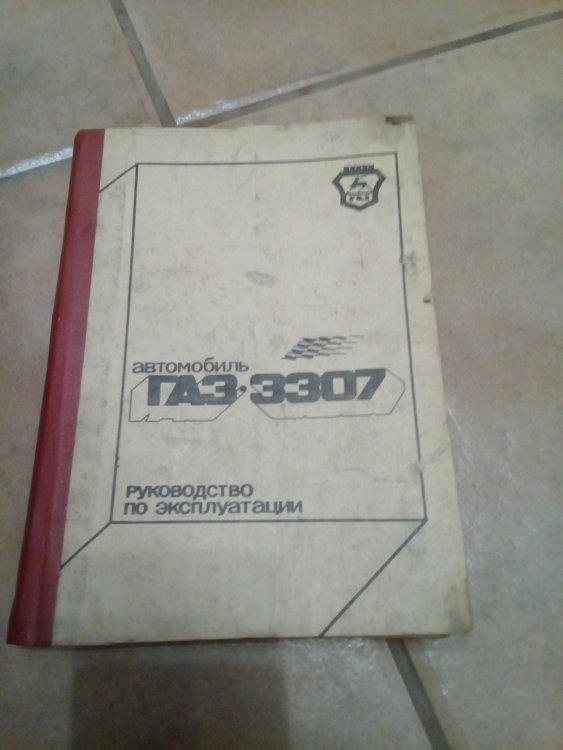 автомобиль
ГАЗ-3307
РУКОВОДСТВО
ПО ЭКСПЛУАТАЦИИ